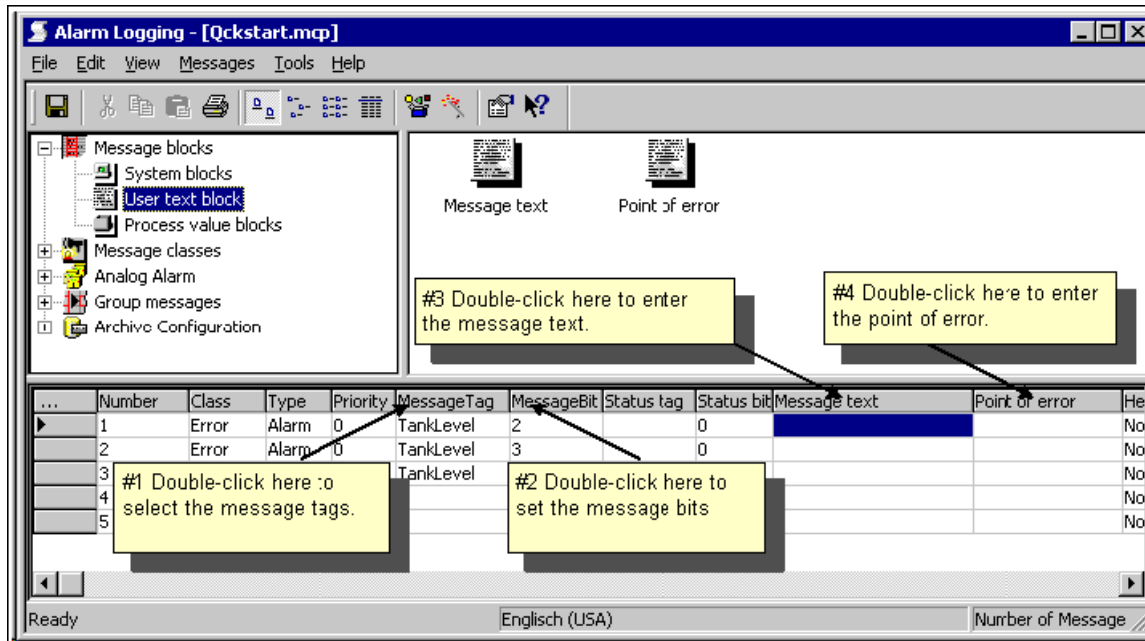 Alarm Logging - [Qckstart.mcp]
File Edit View Messages Tools Help
Message blocks
System blocks
User text block
Process value blocks
Message classes
Analog Alarm
Group messages
Archive Configuration
Message text Point of error
#3 Double-click here to enter
the message text.
#4 Double-click here to enter
the point of error.
... Number Class Type Priority MessageTag MessageBit Status tag Status bit Message text Point of error He
1 Error Alarm 0 TankLevel 2 0 No
2 Error Alarm 0 TankLevel 3 0 No
3 TankLevel No
4 No
5 No
#1 Double-click here to
select the message tags.
#2 Double-click here to
set the message bits
Ready Englisch (USA) Number of Message